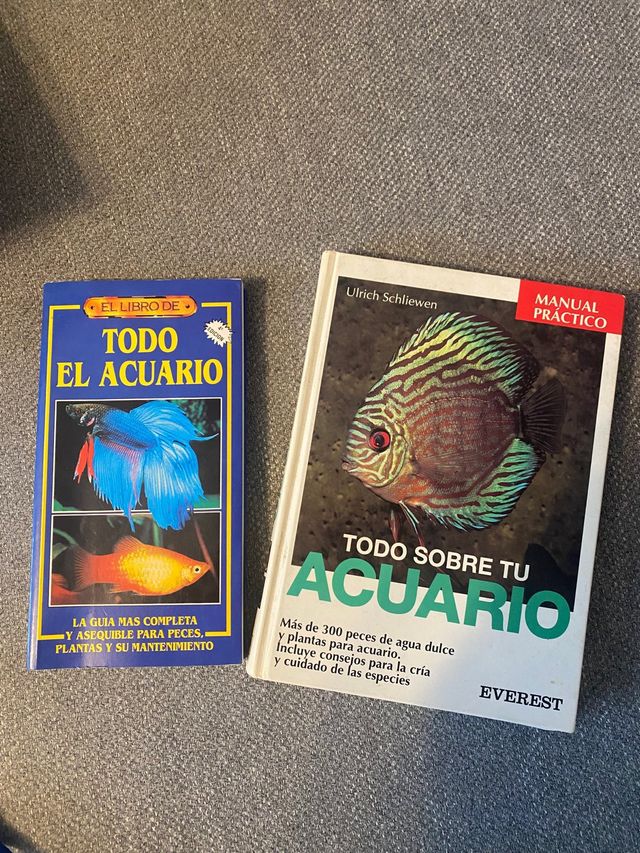 EL LIBRO DE
TODO
EL ACUARIO
4ª
EDICION
LA GUIA MAS COMPLETA
Y ASEQUIBLE PARA PECES,
PLANTAS Y SU MANTENIMIENTO
Ulrich Schliewen
MANUAL
PRÁCTICO
TODO SOBRE TU
ACUARIO
Más de 300 peces de agua dulce
y plantas para acuario.
Incluye consejos para la cría
y cuidado de las especies
EVEREST